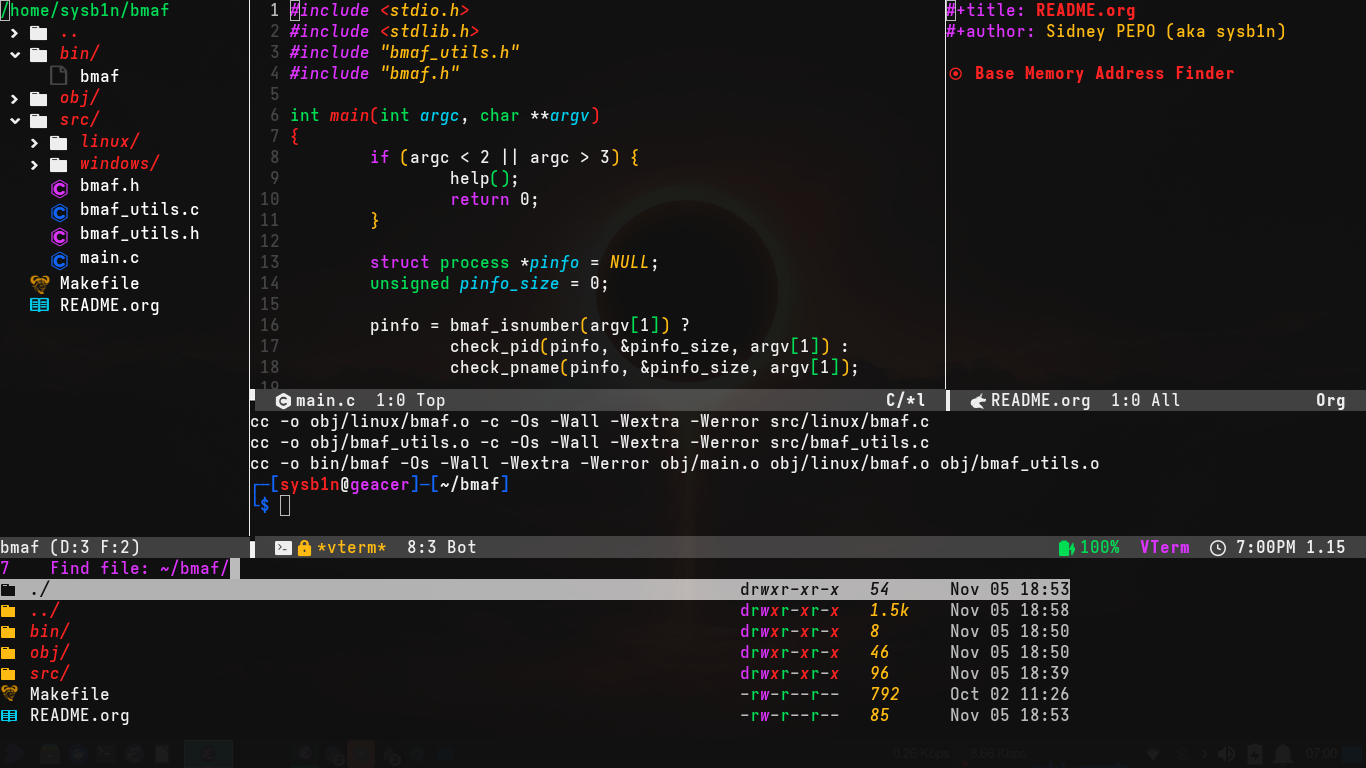 /home/sysb1n/bmaf
..
bin/
bmaf
obj/
src/
linux/
windows/
bmaf.h
bmaf_utils.c
bmaf_utils.h
main.c
Makefile
README.org
bmaf (D:3 F:2)
1 #include <stdio.h>
2 #include <stdlib.h>
3 #include "bmaf_utils.h"
4 #include "bmaf.h"
5
6 int main(int argc, char **argv)
7 {
8 if (argc < 2 || argc > 3) {
9 help();
10 return 0;
11 }
12
13 struct process *pinfo = NULL;
14 unsigned pinfo_size = 0;
15
16 pinfo = bmaf_isnumber(argv[1]) ?
17 check_pid(pinfo, &pinfo_size, argv[1]) :
18 check_pname(pinfo, &pinfo_size, argv[1]);
19
main.c 1:0 Top C/*l
#+title: README.org
#+author: Sidney PEPO (aka sysb1n)
Base Memory Address Finder
README.org 1:0 All Org
cc -o obj/linux/bmaf.o -c -Os -Wall -Wextra -Werror src/linux/bmaf.c
cc -o obj/bmaf_utils.o -c -Os -Wall -Wextra -Werror src/bmaf_utils.c
cc -o bin/bmaf -Os -Wall -Wextra -Werror obj/main.o obj/linux/bmaf.o obj/bmaf_utils.o
┌─[sysb1n@geacer]─[~/bmaf]
└$
*vterm* 8:3 Bot 100% VTerm 7:00PM 1.15
7 Find file: ~/bmaf/
./ drwxr-xr-x 54 Nov 05 18:53
../ drwxr-xr-x 1.5k Nov 05 18:58
bin/ drwxr-xr-x 8 Nov 05 18:50
obj/ drwxr-xr-x 46 Nov 05 18:50
src/ drwxr-xr-x 96 Nov 05 18:39
Makefile -rw-r--r-- 792 Oct 02 11:26
README.org -rw-r--r-- 85 Nov 05 18:53
07:00